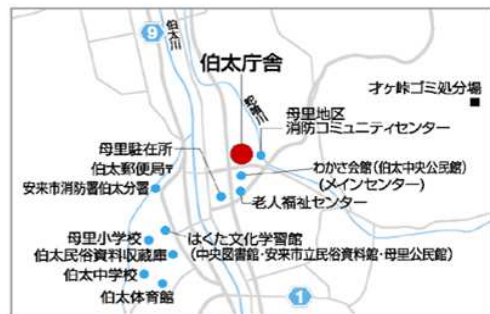 9
伯太川
伯太庁舎
才ヶ峠ゴミ処分場
母里地区
消防コミュニティセンター
母里駐在所
伯太郵便局〒
安来市消防署伯太分署
わかさ会館(伯太中央公民館)
(メインセンター)
老人福祉センター
母里小学校
はくた文化学習館
(中央図書館・安来市立民俗資料館・母里公民館)
伯太民俗資料収蔵庫
伯太中学校
伯太体育館
1